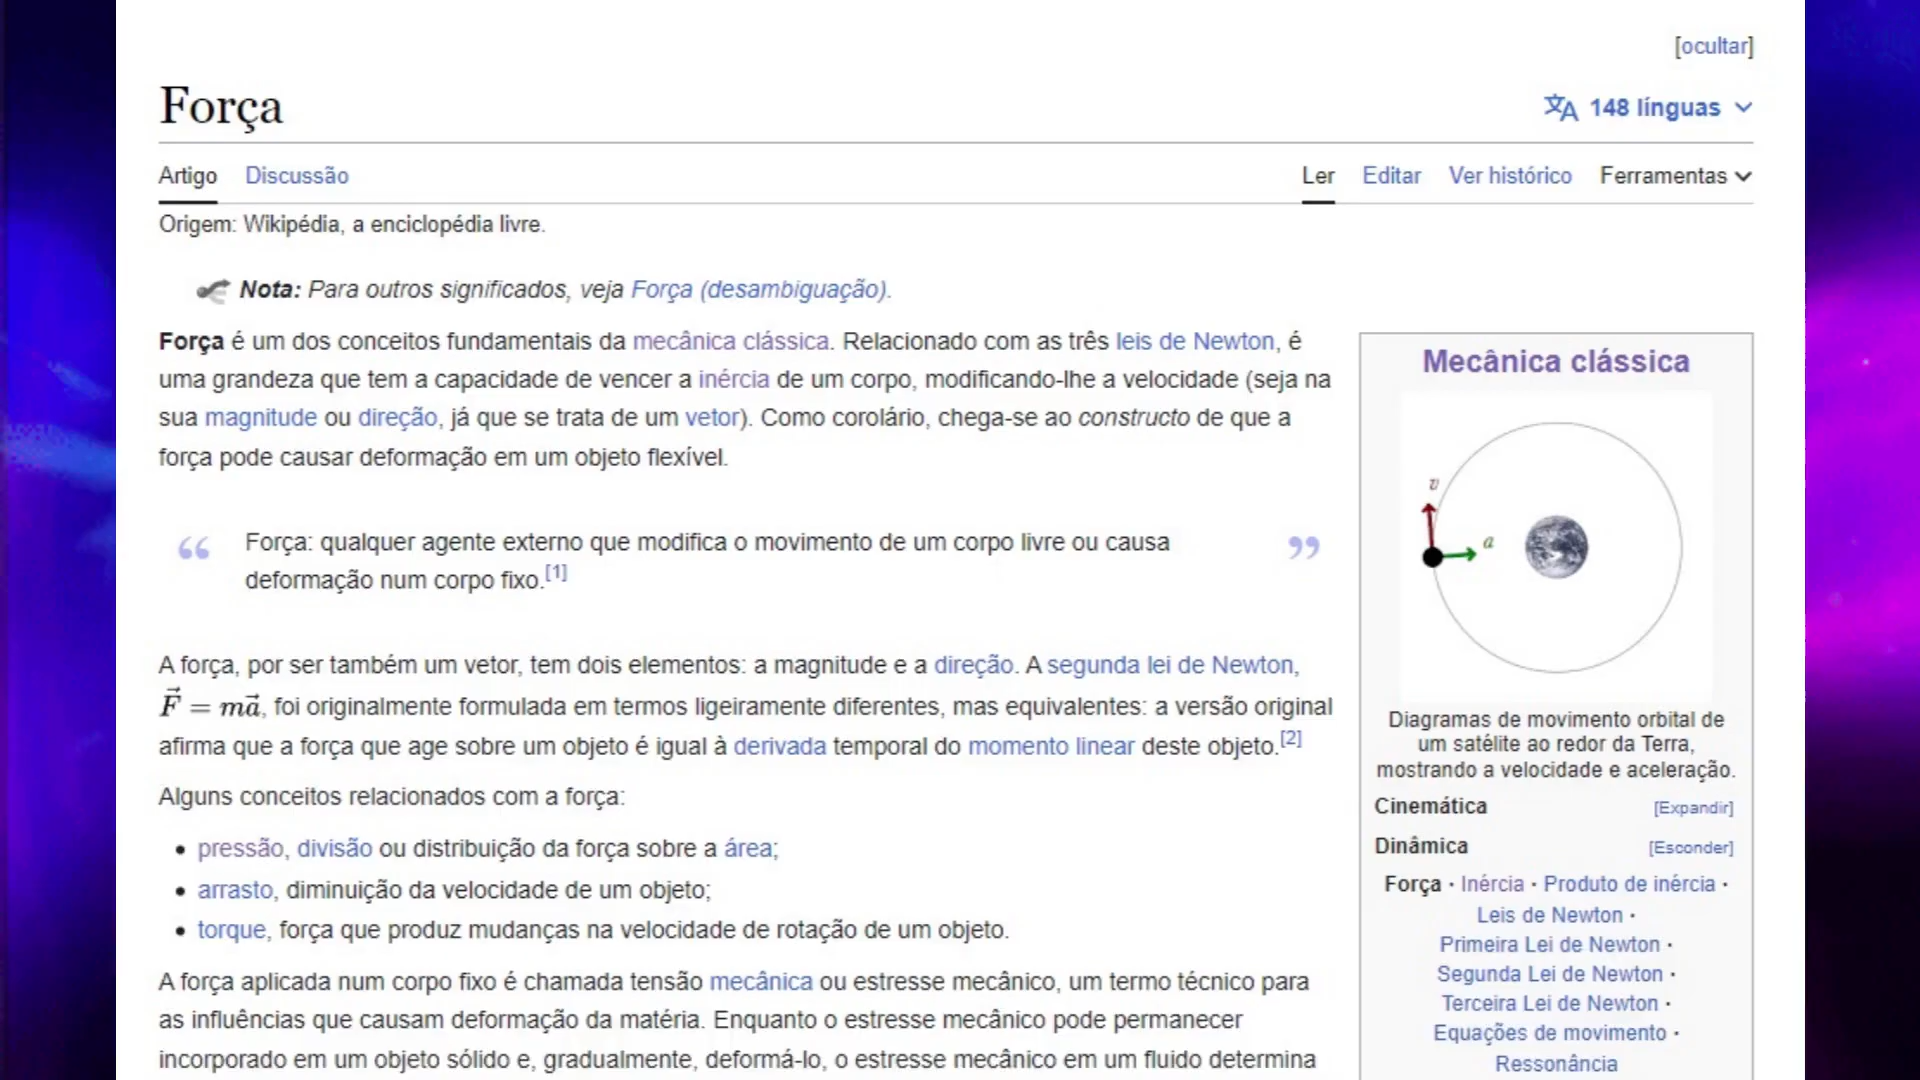 [ocultar]
Força
148 línguas
Artigo Discussão Ler Editar Ver histórico Ferramentas
Origem: Wikipédia, a enciclopédia livre.
Nota: Para outros significados, veja Força (desambiguação).
Força é um dos conceitos fundamentais da mecânica clássica. Relacionado com as três leis de Newton, é
uma grandeza que tem a capacidade de vencer a inércia de um corpo, modificando-lhe a velocidade (seja na
sua magnitude ou direção, já que se trata de um vetor). Como corolário, chega-se ao constructo de que a
força pode causar deformação em um objeto flexível.
“ Força: qualquer agente externo que modifica o movimento de um corpo livre ou causa ”
deformação num corpo fixo.[1]
A força, por ser também um vetor, tem dois elementos: a magnitude e a direção. A segunda lei de Newton,
F⃗ = ma⃗, foi originalmente formulada em termos ligeiramente diferentes, mas equivalentes: a versão original
afirma que a força que age sobre um objeto é igual à derivada temporal do momento linear deste objeto.[2]
Alguns conceitos relacionados com a força:
• pressão, divisão ou distribuição da força sobre a área;
• arrasto, diminuição da velocidade de um objeto;
• torque, força que produz mudanças na velocidade de rotação de um objeto.
A força aplicada num corpo fixo é chamada tensão mecânica ou estresse mecânico, um termo técnico para
as influências que causam deformação da matéria. Enquanto o estresse mecânico pode permanecer
incorporado em um objeto sólido e, gradualmente, deformá-lo, o estresse mecânico em um fluido determina
Mecânica clássica
v
a
Diagramas de movimento orbital de
um satélite ao redor da Terra,
mostrando a velocidade e aceleração.
Cinemática [Expandir]
Dinâmica [Esconder]
Força · Inércia · Produto de inércia ·
Leis de Newton ·
Primeira Lei de Newton ·
Segunda Lei de Newton ·
Terceira Lei de Newton ·
Equações de movimento ·
Ressonância